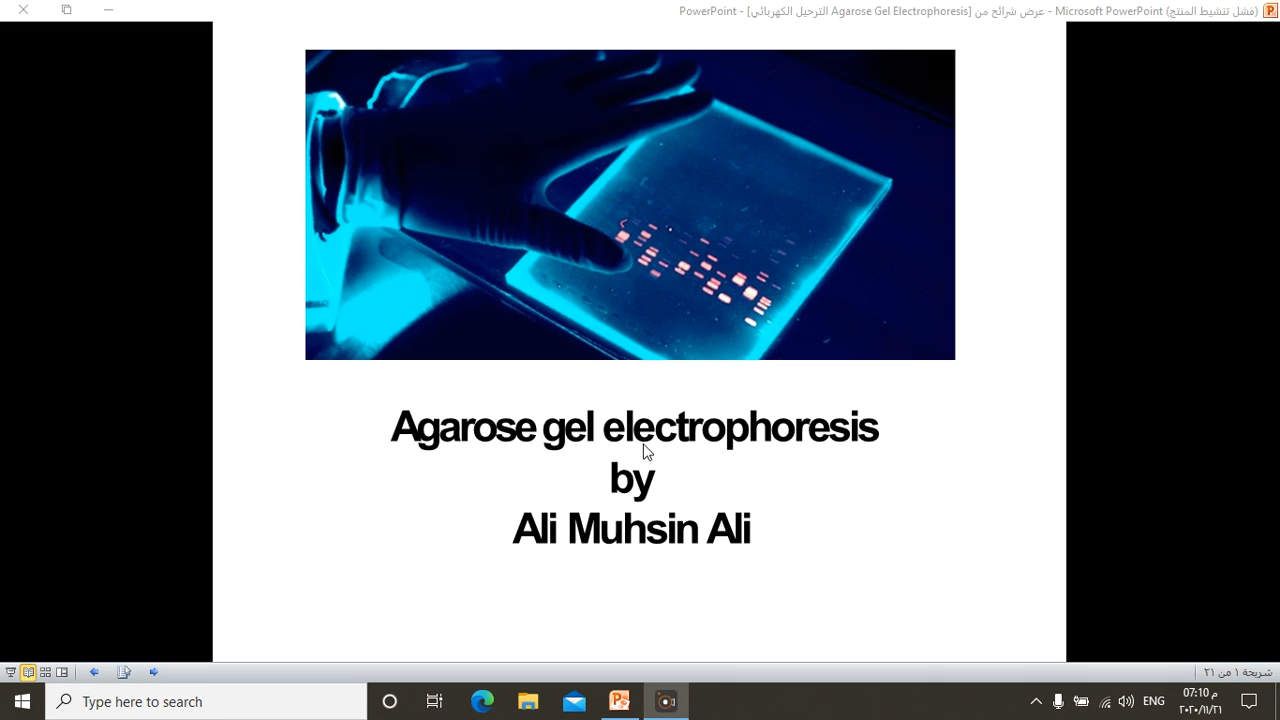 PowerPoint - [الترحيل الكهربائي Agarose Gel Electrophoresis] عرض شرائح من - Microsoft PowerPoint (فشل تنشيط المنتج)
Agarose gel electrophoresis
by
Ali Muhsin Ali
شريحة ١ من ٢١
Type here to search
ENG
07:10 م
٢٠٢٠/١١/٢١